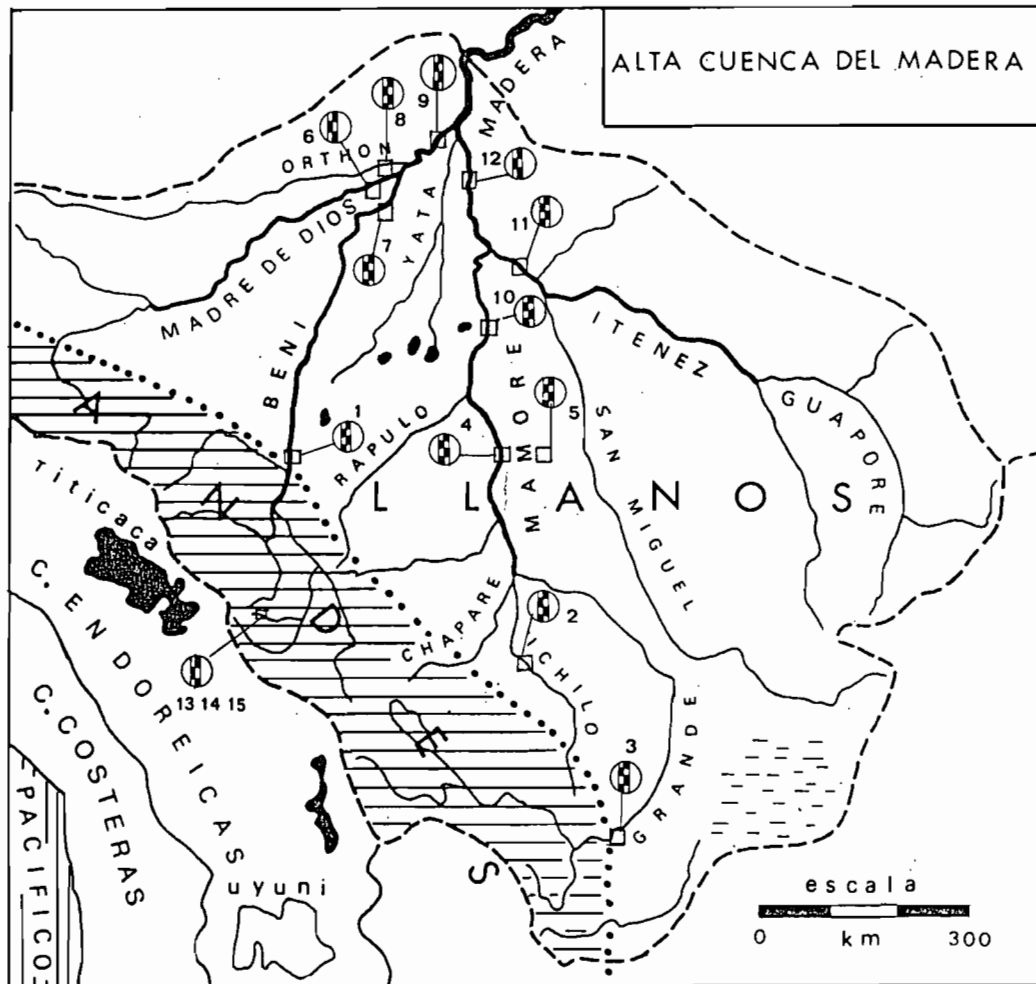 ALTA CUENCA DEL MADERA
MADERA
9
8
6
ORTHON
12
11
7
YATA
MADRE DE DIOS
10
BENI
ITENEZ
GUAPORE
1
RAPULO
4
MAMORE
5
SAN MIGUEL
LLANOS
ANDES
Titicaca
C. ENDOREICAS
C. COSTERAS
PACIFICO
CHAPARE
2
ICHILO
13 14 15
3
GRANDE
uyuni
escala
0 km 300